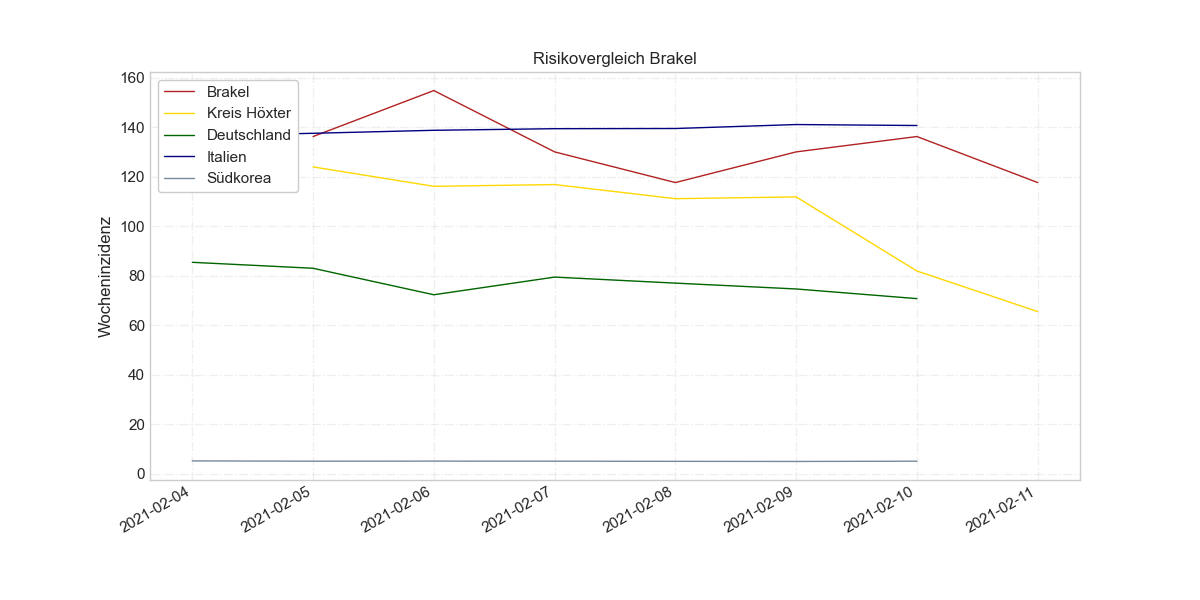 Risikovergleich Brakel
Wocheninzidenz
160
140
120
100
80
60
40
20
0
Brakel
Kreis Höxter
Deutschland
Italien
Südkorea
2021-02-04
2021-02-05
2021-02-06
2021-02-07
2021-02-08
2021-02-09
2021-02-10
2021-02-11